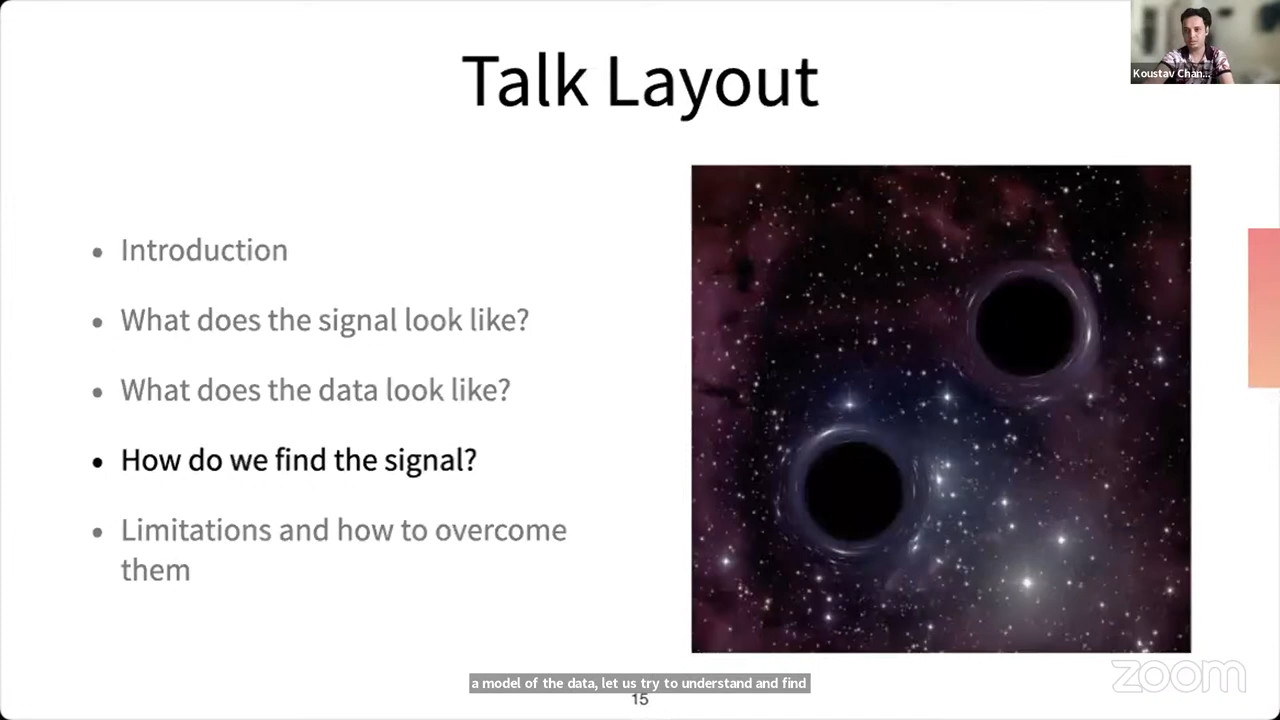 Talk Layout
Koustav Chan...
• Introduction
• What does the signal look like?
• What does the data look like?
• How do we find the signal?
• Limitations and how to overcome
them
a model of the data, let us try to understand and find
15
zoom